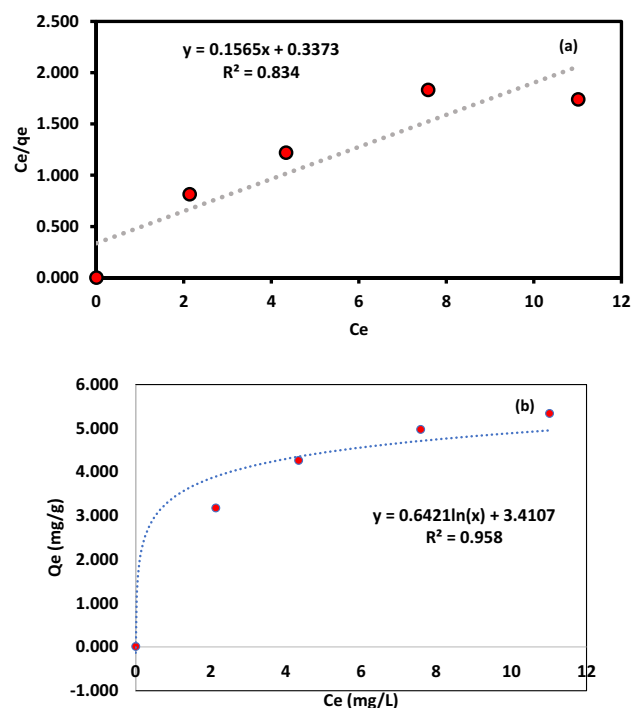 2.500
y = 0.1565x + 0.3373
R² = 0.834
(a)
2.000
1.500
Ce/qe
1.000
0.500
0.000
0 2 4 6 8 10 12
Ce
6.000
(b)
5.000
4.000
3.000
y = 0.6421ln(x) + 3.4107
R² = 0.958
Qe (mg/g)
2.000
1.000
0.000
0 2 4 6 8 10 12
-1.000
Ce (mg/L)